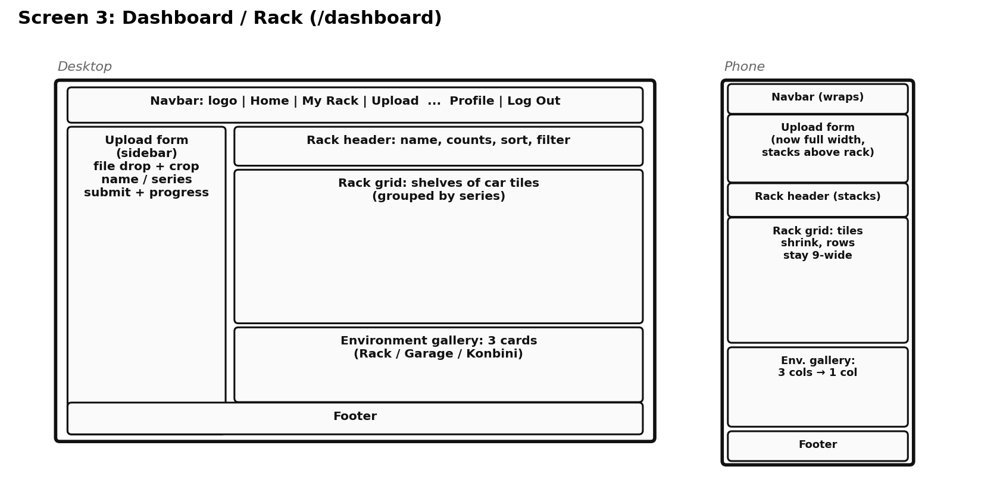 Screen 3: Dashboard / Rack (/dashboard)
Desktop
Navbar: logo | Home | My Rack | Upload  ...  Profile | Log Out
Upload form
(sidebar)
file drop + crop
name / series
submit + progress
Rack header: name, counts, sort, filter
Rack grid: shelves of car tiles
(grouped by series)
Environment gallery: 3 cards
(Rack / Garage / Konbini)
Footer
Phone
Navbar (wraps)
Upload form
(now full width,
stacks above rack)
Rack header (stacks)
Rack grid: tiles
shrink, rows
stay 9-wide
Env. gallery:
3 cols → 1 col
Footer